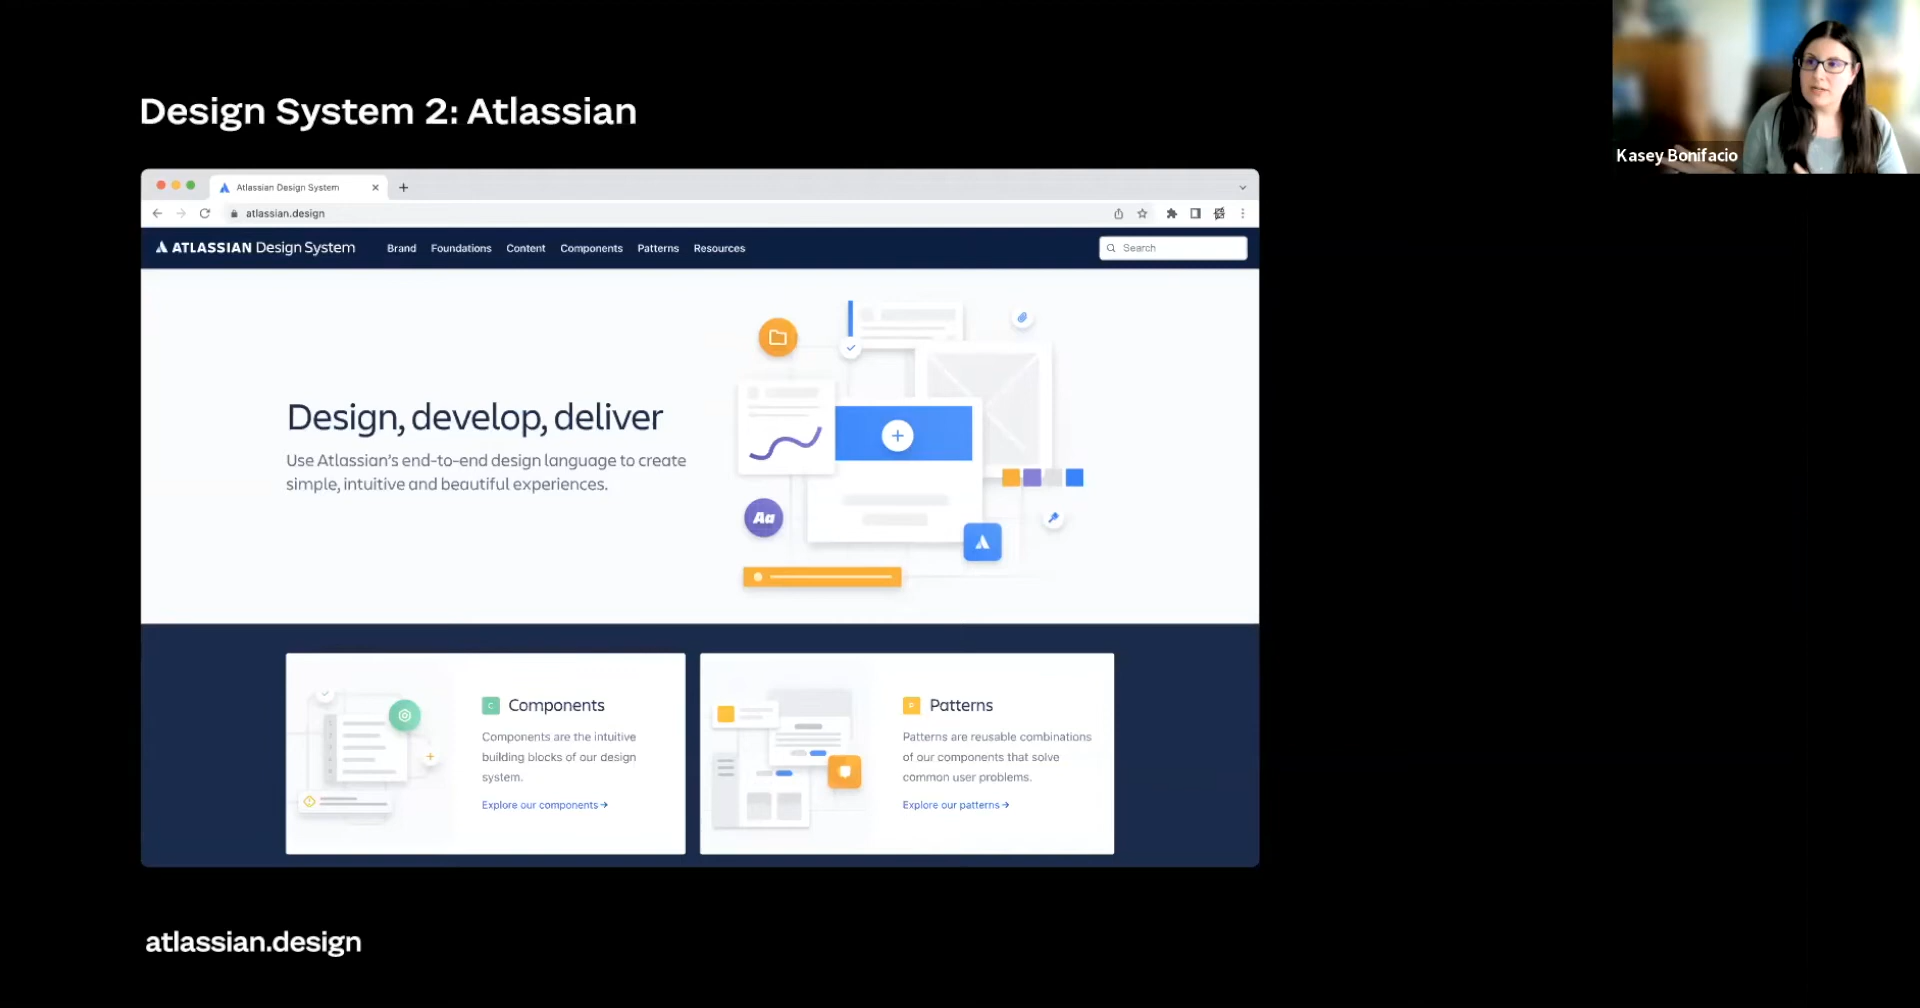 Design System 2: Atlassian
Kasey Bonifacio
Atlassian Design System
atlassian.design
ATLASSIAN Design System
Brand
Foundations
Content
Components
Patterns
Resources
Search
Design, develop, deliver
Use Atlassian's end-to-end design language to create
simple, intuitive and beautiful experiences.
Aa
C
Components
Components are the intuitive
building blocks of our design
system.
Explore our components →
P
Patterns
Patterns are reusable combinations
of our components that solve
common user problems.
Explore our patterns →
atlassian.design